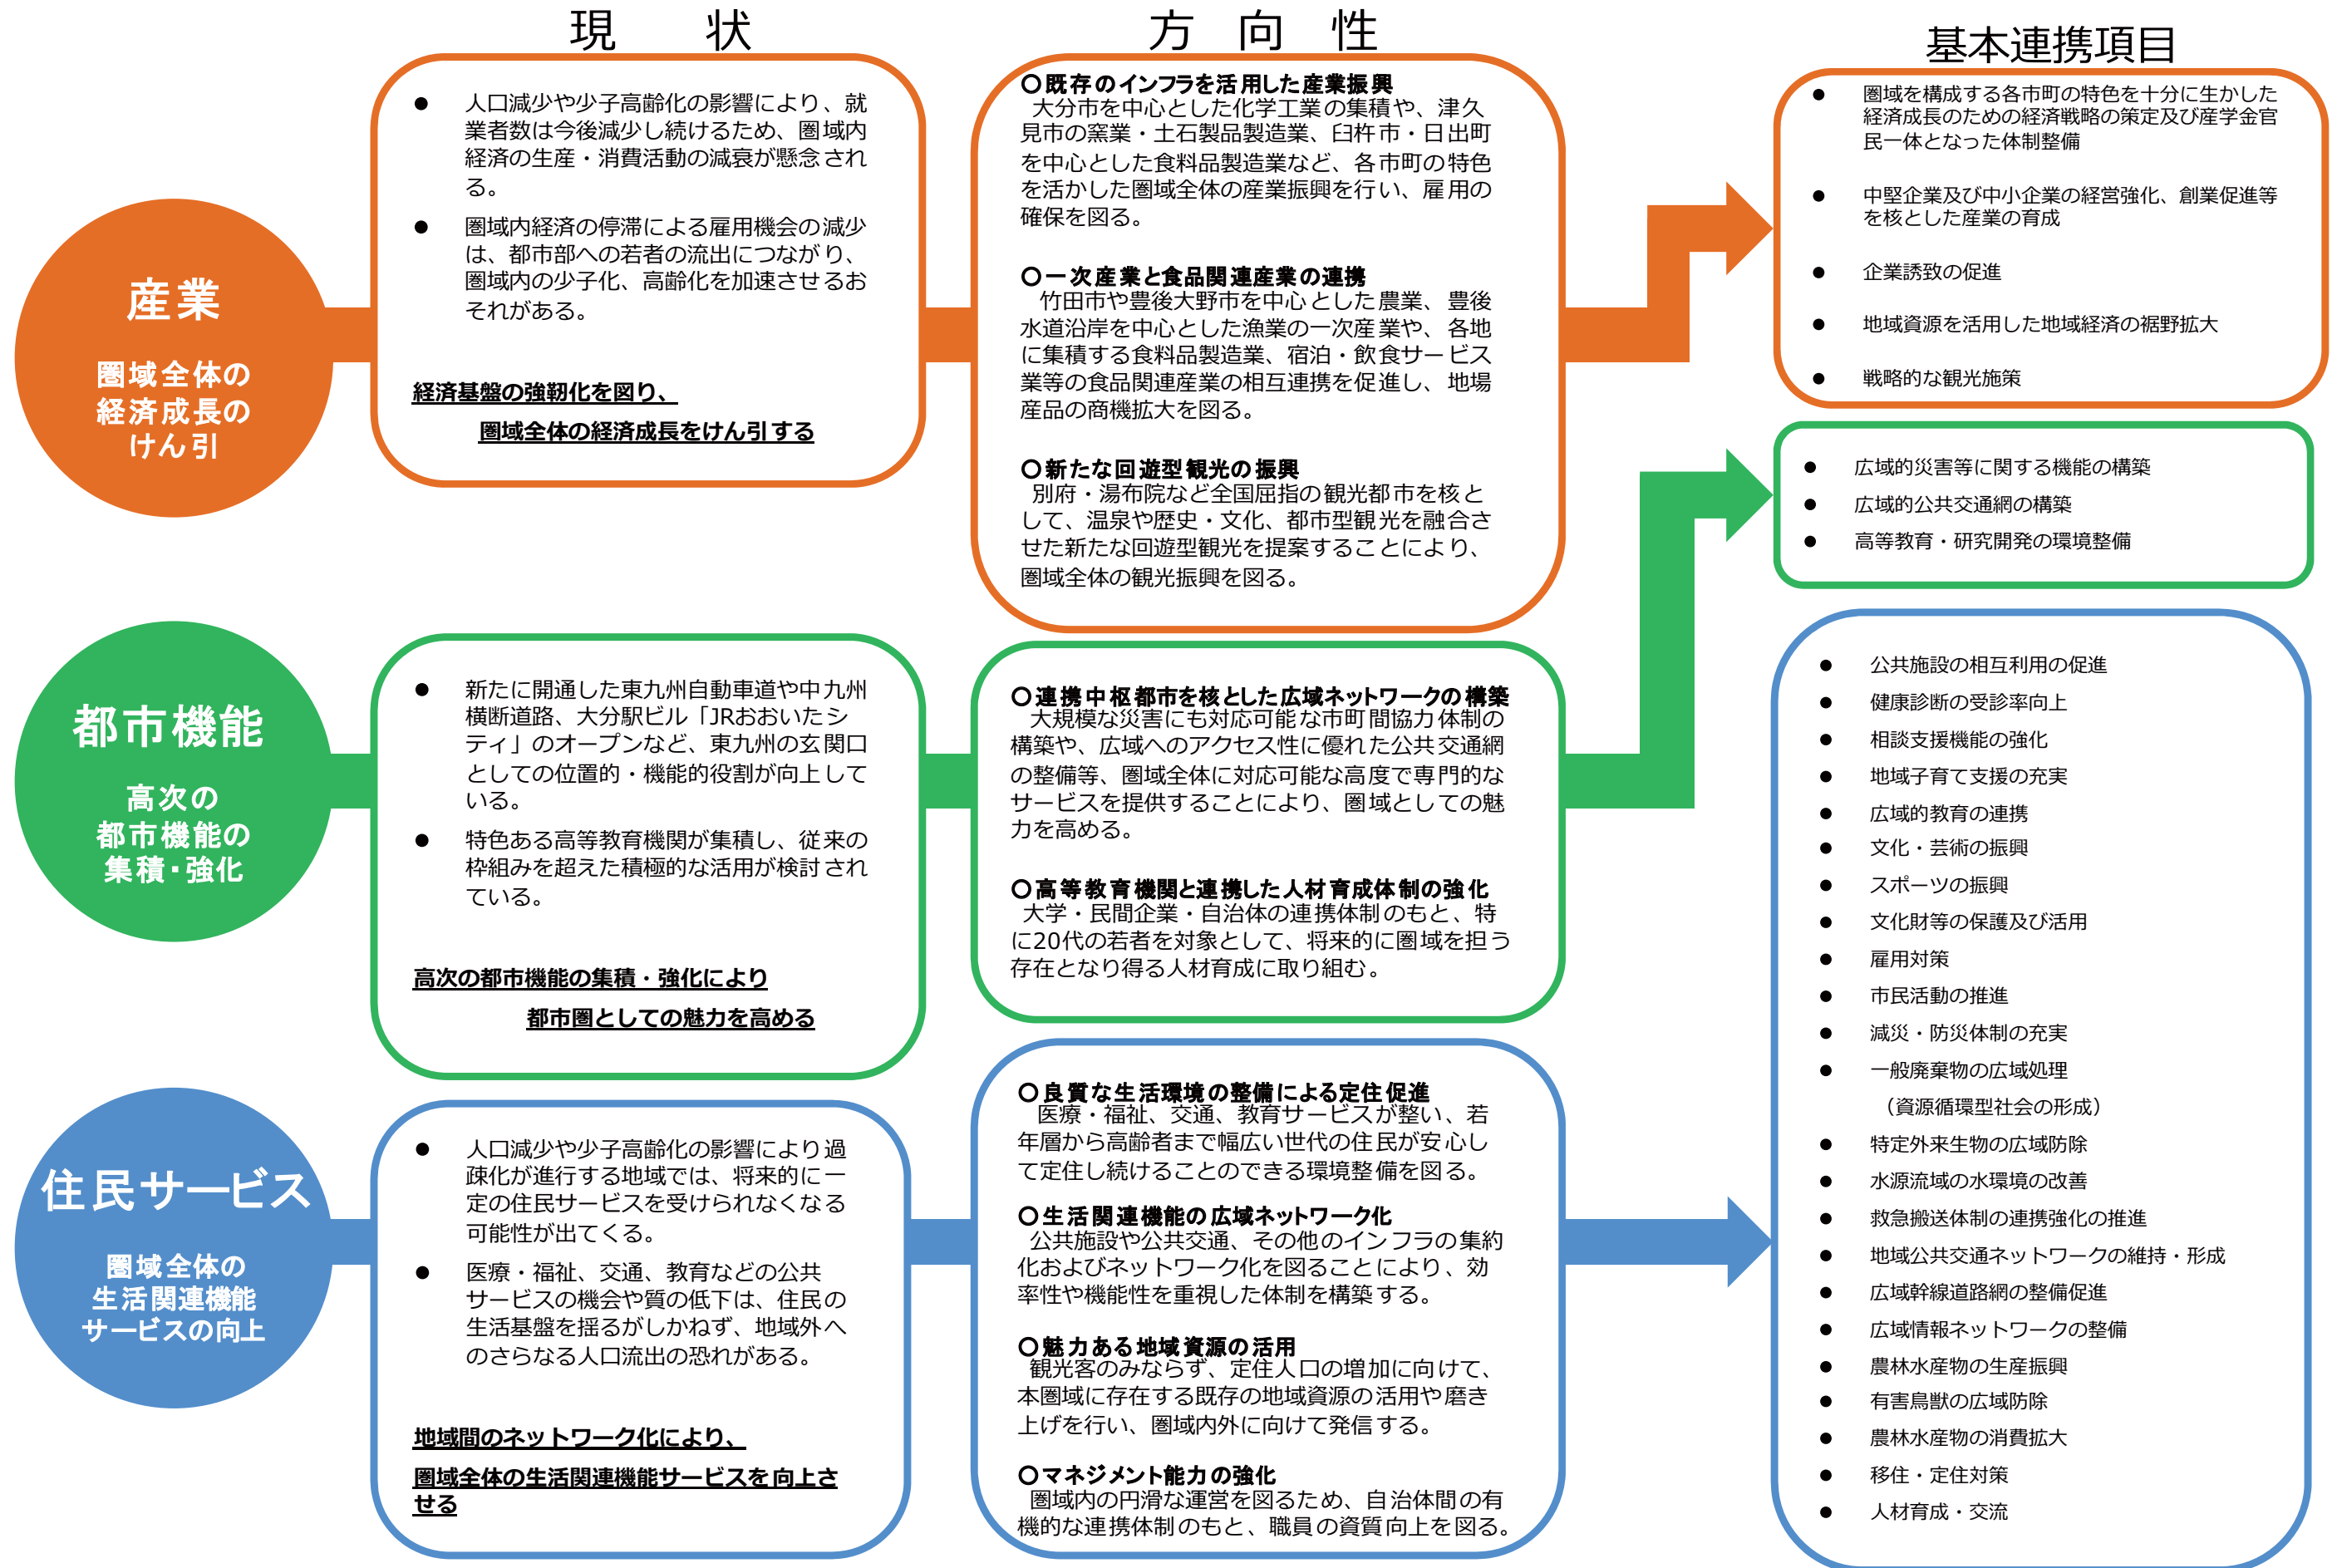 現　状
方 向 性
基本連携項目
産業
圏域全体の
経済成長の
けん引
● 人口減少や少子高齢化の影響により、就
業者数は今後減少し続けるため、圏域内
経済の生産・消費活動の減衰が懸念され
る。
● 圏域内経済の停滞による雇用機会の減少
は、都市部への若者の流出につながり、
圏域内の少子化、高齢化を加速させるお
それがある。
経済基盤の強靭化を図り、
圏域全体の経済成長をけん引する
○既存のインフラを活用した産業振興
大分市を中心とした化学工業の集積や、津久
見市の窯業・土石製品製造業、臼杵市・日出町
を中心とした食料品製造業など、各市町の特色
を活かした圏域全体の産業振興を行い、雇用の
確保を図る。
○一次産業と食品関連産業の連携
竹田市や豊後大野市を中心とした農業、豊後
水道沿岸を中心とした漁業の一次産業や、各地
に集積する食料品製造業、宿泊・飲食サービス
業等の食品関連産業の相互連携を促進し、地場
産品の商機拡大を図る。
○新たな回遊型観光の振興
別府・湯布院など全国屈指の観光都市を核と
して、温泉や歴史・文化、都市型観光を融合さ
せた新たな回遊型観光を提案することにより、
圏域全体の観光振興を図る。
● 圏域を構成する各市町の特色を十分に生かした
経済成長のための経済戦略の策定及び産学金官
民一体となった体制整備
● 中堅企業及び中小企業の経営強化、創業促進等
を核とした産業の育成
● 企業誘致の促進
● 地域資源を活用した地域経済の裾野拡大
● 戦略的な観光施策
都市機能
高次の
都市機能の
集積・強化
● 新たに開通した東九州自動車道や中九州
横断道路、大分駅ビル「JRおおいたシ
ティ」のオープンなど、東九州の玄関口
としての位置的・機能的役割が向上して
いる。
● 特色ある高等教育機関が集積し、従来の
枠組みを超えた積極的な活用が検討され
ている。
高次の都市機能の集積・強化により
都市圏としての魅力を高める
○連携中枢都市を核とした広域ネットワークの構築
大規模な災害にも対応可能な市町間協力体制の
構築や、広域へのアクセス性に優れた公共交通網
の整備等、圏域全体に対応可能な高度で専門的な
サービスを提供することにより、圏域としての魅
力を高める。
○高等教育機関と連携した人材育成体制の強化
大学・民間企業・自治体の連携体制のもと、特
に20代の若者を対象として、将来的に圏域を担う
存在となり得る人材育成に取り組む。
● 広域的災害等に関する機能の構築
● 広域的公共交通網の構築
● 高等教育・研究開発の環境整備
住民サービス
圏域全体の
生活関連機能
サービスの向上
● 人口減少や少子高齢化の影響により過
疎化が進行する地域では、将来的に一
定の住民サービスを受けられなくなる
可能性が出てくる。
● 医療・福祉、交通、教育などの公共
サービスの機会や質の低下は、住民の
生活基盤を揺るがしかねず、地域外へ
のさらなる人口流出の恐れがある。
地域間のネットワーク化により、
圏域全体の生活関連機能サービスを向上さ
せる
○良質な生活環境の整備による定住促進
医療・福祉、交通、教育サービスが整い、若
年層から高齢者まで幅広い世代の住民が安心し
て定住し続けることのできる環境整備を図る。
○生活関連機能の広域ネットワーク化
公共施設や公共交通、その他のインフラの集約
化およびネットワーク化を図ることにより、効
率性や機能性を重視した体制を構築する。
○魅力ある地域資源の活用
観光客のみならず、定住人口の増加に向けて、
本圏域に存在する既存の地域資源の活用や磨き
上げを行い、圏域内外に向けて発信する。
○マネジメント能力の強化
圏域内の円滑な運営を図るため、自治体間の有
機的な連携体制のもと、職員の資質向上を図る。
● 公共施設の相互利用の促進
● 健康診断の受診率向上
● 相談支援機能の強化
● 地域子育て支援の充実
● 広域的教育の連携
● 文化・芸術の振興
● スポーツの振興
● 文化財等の保護及び活用
● 雇用対策
● 市民活動の推進
● 減災・防災体制の充実
● 一般廃棄物の広域処理
（資源循環型社会の形成）
● 特定外来生物の広域防除
● 水源流域の水環境の改善
● 救急搬送体制の連携強化の推進
● 地域公共交通ネットワークの維持・形成
● 広域幹線道路網の整備促進
● 広域情報ネットワークの整備
● 農林水産物の生産振興
● 有害鳥獣の広域防除
● 農林水産物の消費拡大
● 移住・定住対策
● 人材育成・交流